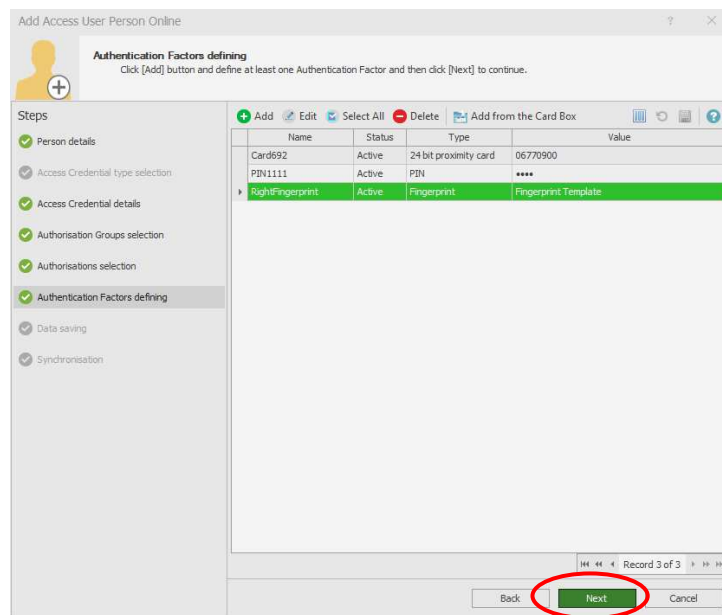 Add Access User Person Online ? X
Authentication Factors defining
Click [Add] button and define at least one Authentication Factor and then click [Next] to continue.
Steps
Person details
Access Credential type selection
Access Credential details
Authorisation Groups selection
Authorisations selection
Authentication Factors defining
Data saving
Synchronisation
Add Edit Select All Delete Add from the Card Box ?
Name Status Type Value
Card692 Active 24 bit proximity card 06770900
PIN1111 Active PIN ••••
RightFingerprint Active Fingerprint Fingerprint Template
Record 3 of 3
Back Next Cancel